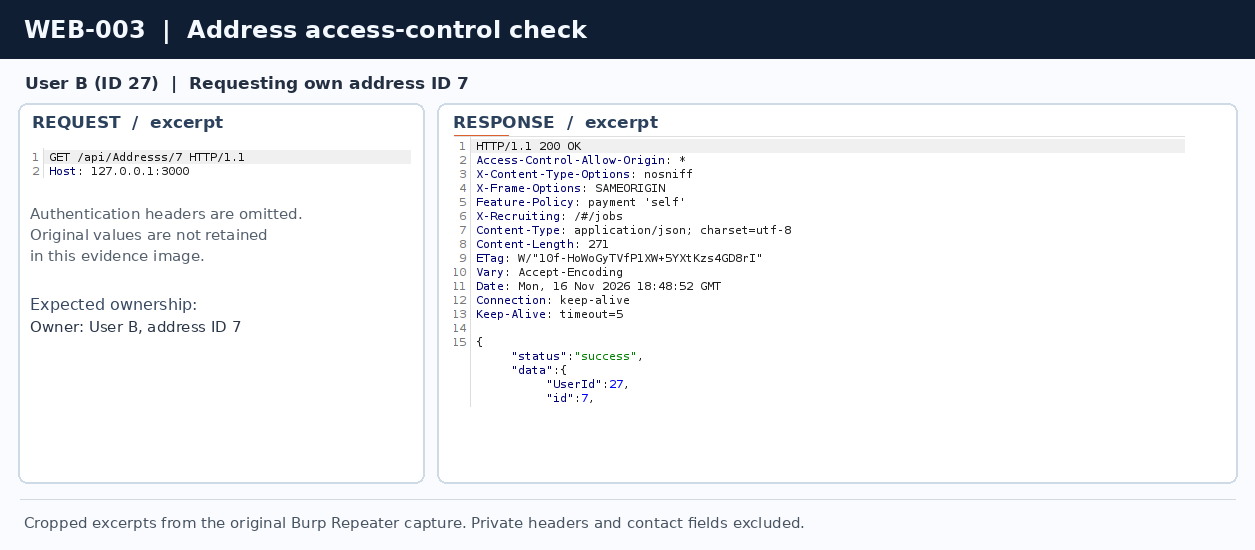 WEB-003 | Address access-control check
User B (ID 27) | Requesting own address ID 7
REQUEST / excerpt
1 GET /api/Addresss/7 HTTP/1.1
2 Host: 127.0.0.1:3000
Authentication headers are omitted.
Original values are not retained
in this evidence image.
Expected ownership:
Owner: User B, address ID 7
RESPONSE / excerpt
1 HTTP/1.1 200 OK
2 Access-Control-Allow-Origin: *
3 X-Content-Type-Options: nosniff
4 X-Frame-Options: SAMEORIGIN
5 Feature-Policy: payment 'self'
6 X-Recruiting: /#/jobs
7 Content-Type: application/json; charset=utf-8
8 Content-Length: 271
9 ETag: W/"10f-HoWoGyTVfP1XW+5YXtKzs4GD8rI"
10 Vary: Accept-Encoding
11 Date: Mon, 16 Nov 2026 18:48:52 GMT
12 Connection: keep-alive
13 Keep-Alive: timeout=5
14
15 {
"status":"success",
"data":{
"UserId":27,
"id":7,
Cropped excerpts from the original Burp Repeater capture. Private headers and contact fields excluded.